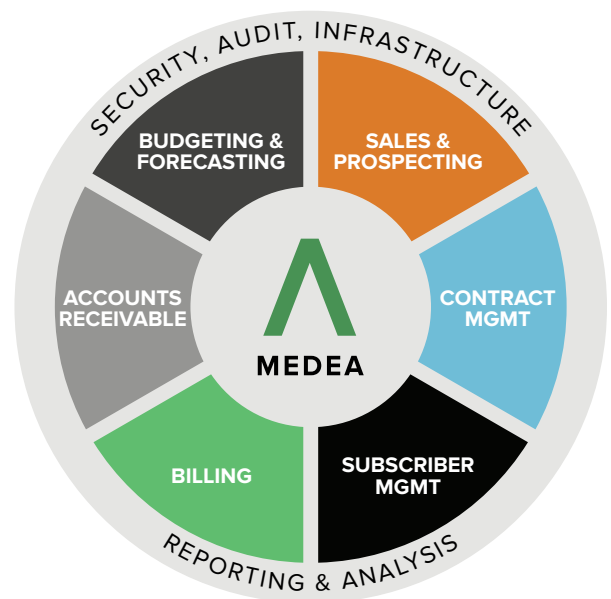 SECURITY, AUDIT, INFRASTRUCTURE
BUDGETING &
FORECASTING
SALES &
PROSPECTING
ACCOUNTS
RECEIVABLE
CONTRACT
MGMT
MEDEA
BILLING
SUBSCRIBER
MGMT
REPORTING & ANALYSIS